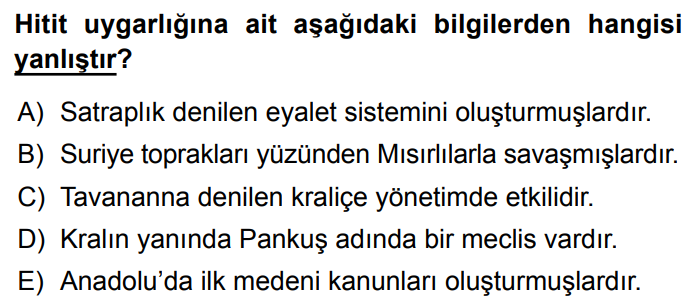 Hitit uygarlığına ait aşağıdaki bilgilerden hangisi
yanlıştır?
A) Satraplık denilen eyalet sistemini oluşturmuşlardır.
B) Suriye toprakları yüzünden Mısırlılarla savaşmışlardır.
C) Tavananna denilen kraliçe yönetimde etkilidir.
D) Kralın yanında Pankuş adında bir meclis vardır.
E) Anadolu’da ilk medeni kanunları oluşturmuşlardır.